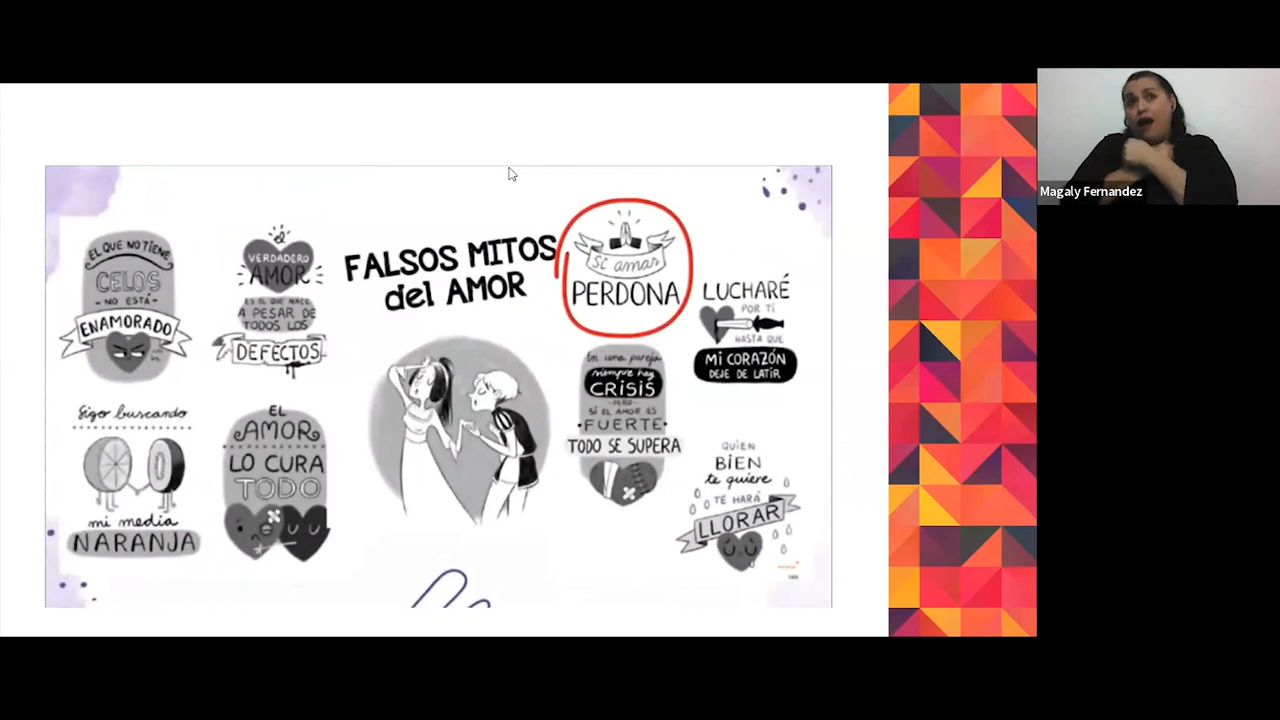 EL QUE NO TIENE
CELOS
- NO ESTÁ -
ENAMORADO
el
VERDADERO
AMOR
ES EL QUE NACE
A PESAR DE
TODOS LOS
DEFECTOS
FALSOS MITOS
del AMOR
Si amas
PERDONA
LUCHARÉ
POR TI
HASTA QUE
MI CORAZÓN
DEJE DE LATIR
Sigo buscando
mi media
NARANJA
EL
AMOR
LO CURA
TODO
En una pareja
siempre hay
CRISIS
-PERO-
SI EL AMOR ES
·FUERTE·
TODO SE SUPERA
QUIEN
BIEN
te quiere
TE HARÁ
LLORAR
Magaly Fernandez